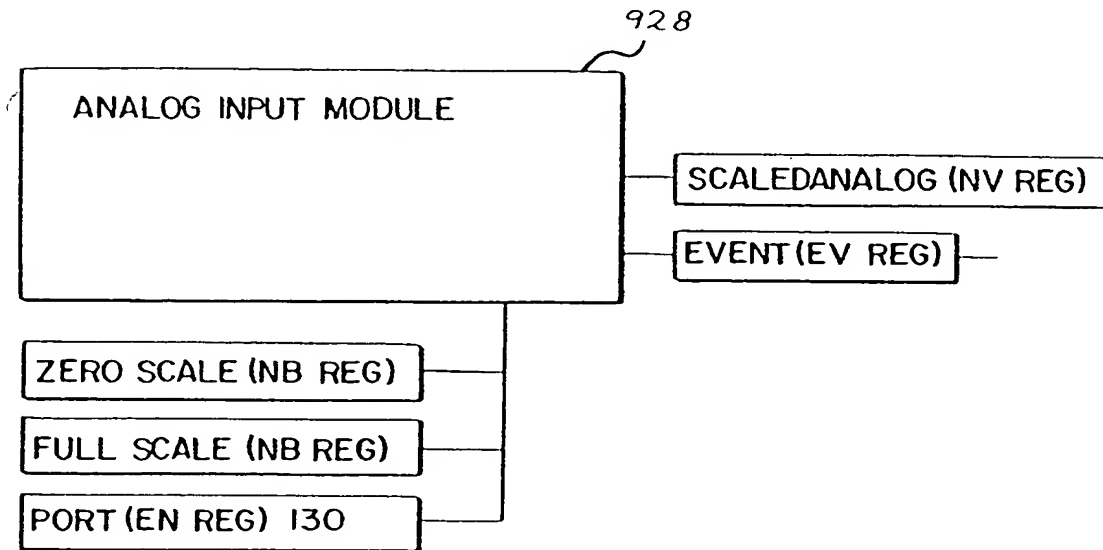 928
ANALOG INPUT MODULE
SCALEDANALOG (NV REG)
EVENT (EV REG)
ZERO SCALE (NB REG)
FULL SCALE (NB REG)
PORT (EN REG) 130